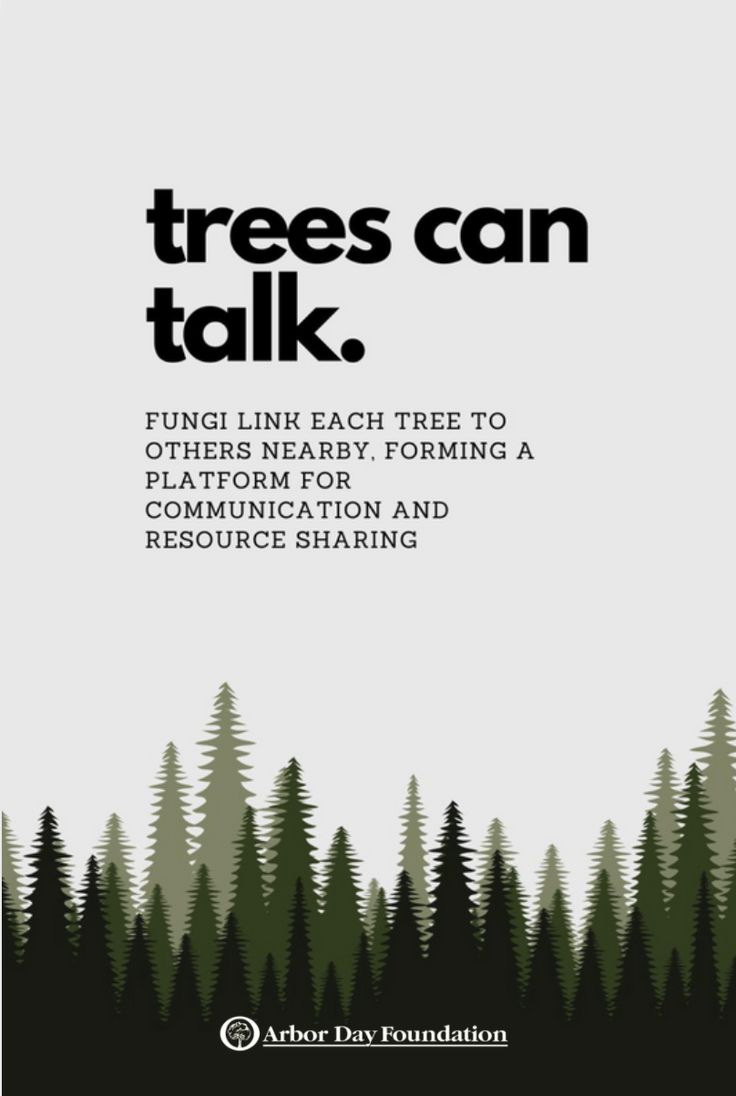 trees can
talk.
FUNGI LINK EACH TREE TO
OTHERS NEARBY, FORMING A
PLATFORM FOR
COMMUNICATION AND
RESOURCE SHARING
Arbor Day Foundation